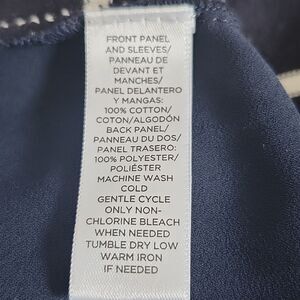 FRONT PANEL
AND SLEEVES/
PANNEAU DE
DEVANT ET
MANCHES/
PANEL DELANTERO
Y MANGAS:
100% COTTON/
COTON/ALGODÓN
BACK PANEL/
PANNEAU DU DOS/
PANEL TRASERO:
100% POLYESTER/
POLIÉSTER
MACHINE WASH
COLD
GENTLE CYCLE
ONLY NON-
CHLORINE BLEACH
WHEN NEEDED
TUMBLE DRY LOW
WARM IRON
IF NEEDED